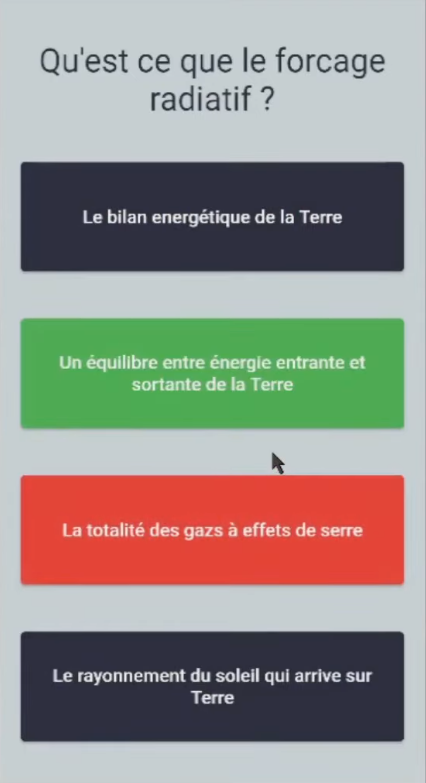 Qu'est ce que le forcage
radiatif ?
Le bilan energétique de la Terre
Un équilibre entre énergie entrante et
sortante de la Terre
La totalité des gazs à effets de serre
Le rayonnement du soleil qui arrive sur
Terre